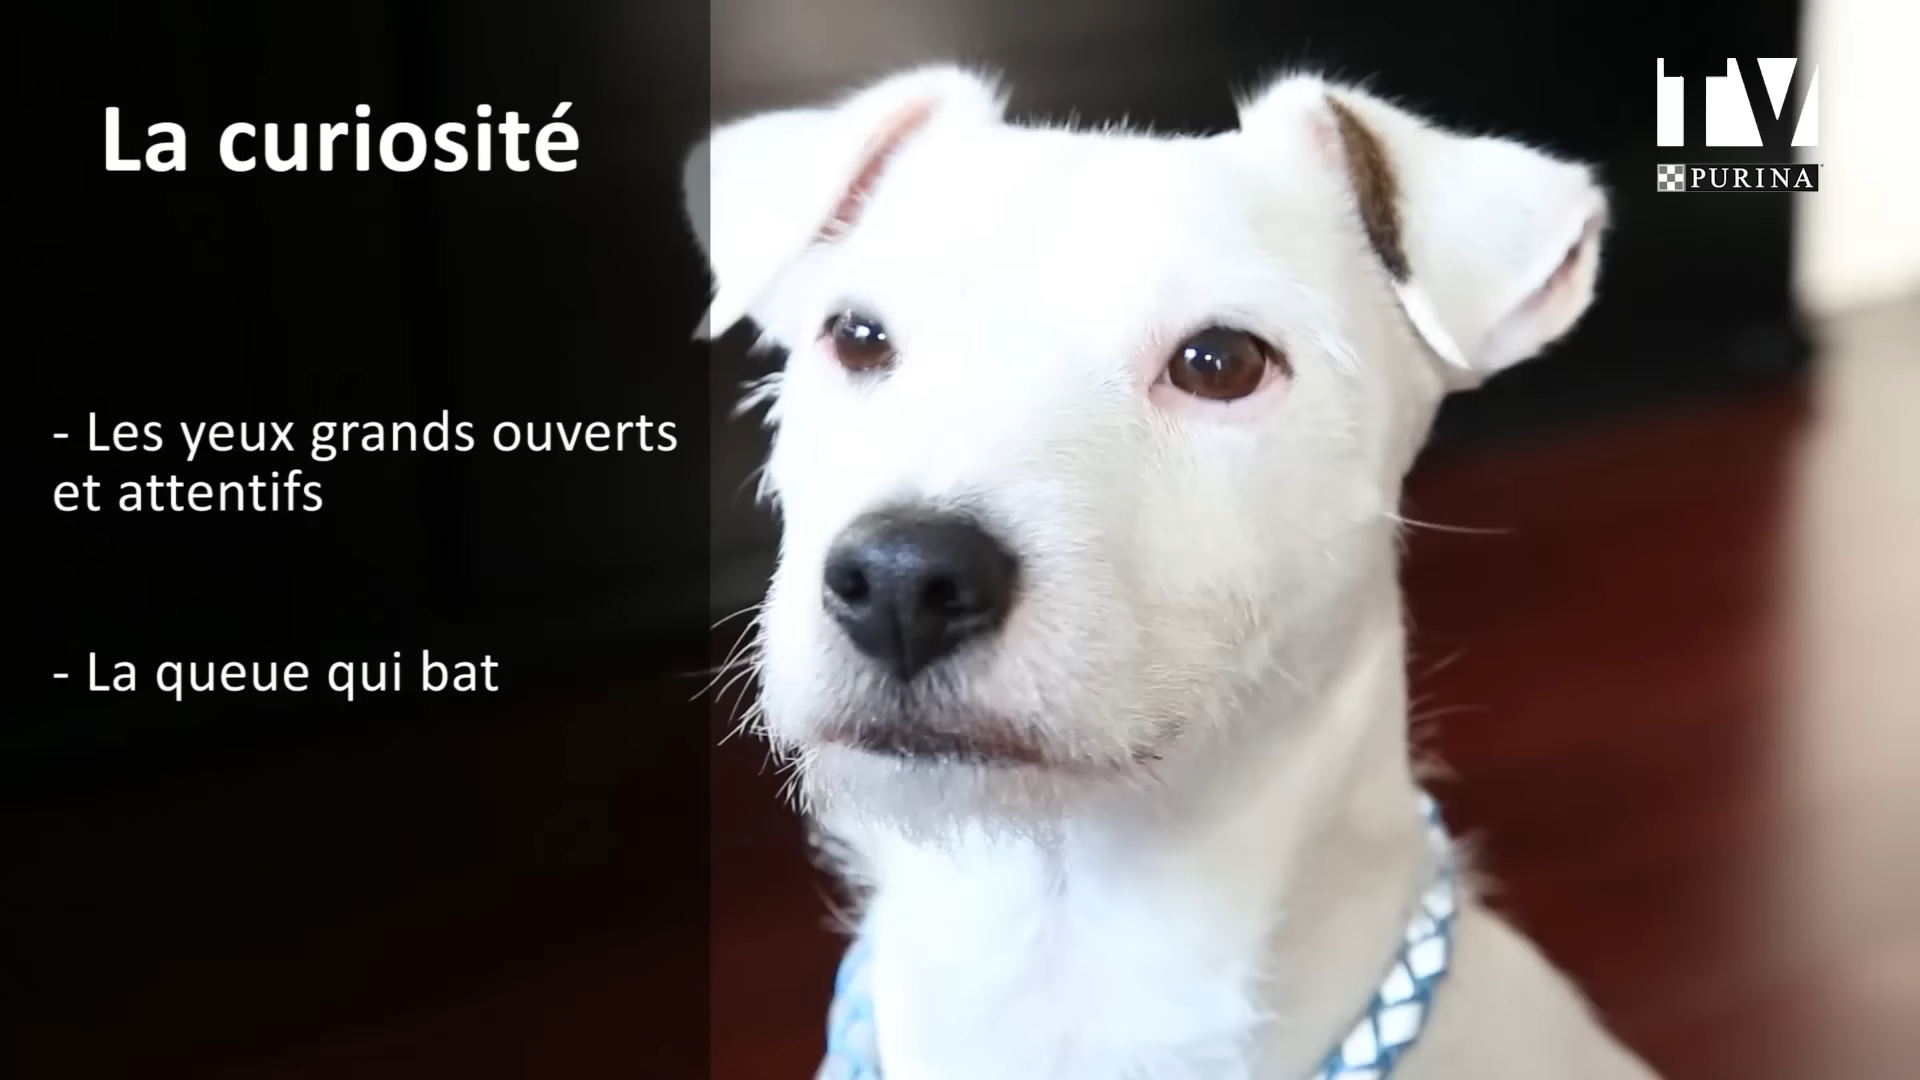 La curiosité
- Les yeux grands ouverts
et attentifs
- La queue qui bat
TV
PURINA